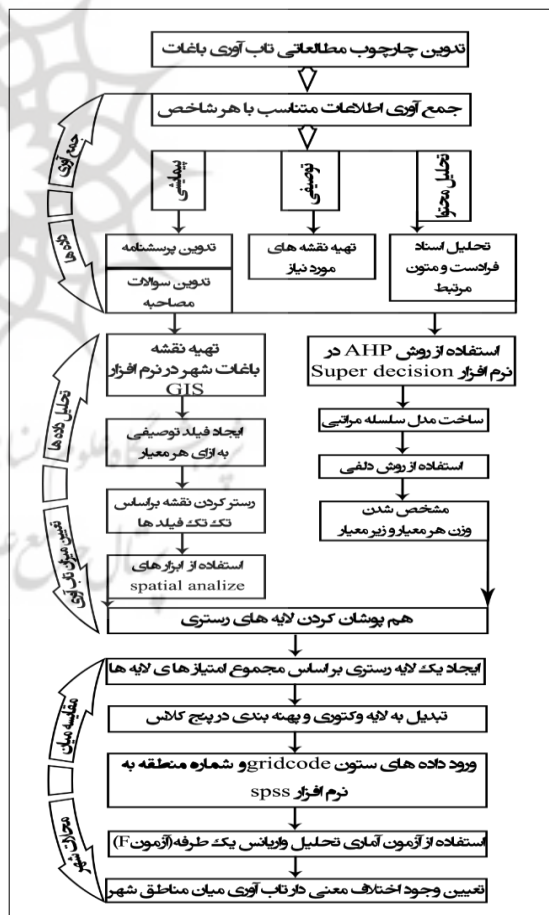 تدوین چارچوب مطالعاتی تاب آوری باغات
جمع آوری اطلاعات متناسب با هر شاخص
جمع آوری
داده ها
پیمایشی
توصیفی
تحلیل محتوا
تدوین پرسشنامه
تدوین سوالات
مصاحبه
تهیه نقشه های
مورد نیاز
تحلیل اسناد
فرادست و متون
مرتبط
تحلیل داده ها
تعیین میزان تاب آوری
تهیه نقشه
باغات شهر در نرم افزار
GIS
ایجاد فیلد توصیفی
به ازای هر معیار
رستر کردن نقشه براساس
تک تک فیلد ها
استفاده از ابزارهای
spatial analize
استفاده از روش AHP در
نرم افزار Super decision
ساخت مدل سلسله مراتبی
استفاده از روش دلفی
مشخص شدن
وزن هر معیار و زیر معیار
هم پوشان کردن لایه های رستری
مقایسه میان
محلات شهر
ایجاد یک لایه رستری بر اساس مجموع امتیازهای لایه ها
تبدیل به لایه وکتوری و پهنه بندی در پنج کلاس
ورود داده های ستون gridcode و شماره منطقه به
نرم افزار spss
استفاده از آزمون آماری تحلیل واریانس یک طرفه(آزمون F)
تعیین وجود اختلاف معنی دار تاب آوری میان مناطق شهر